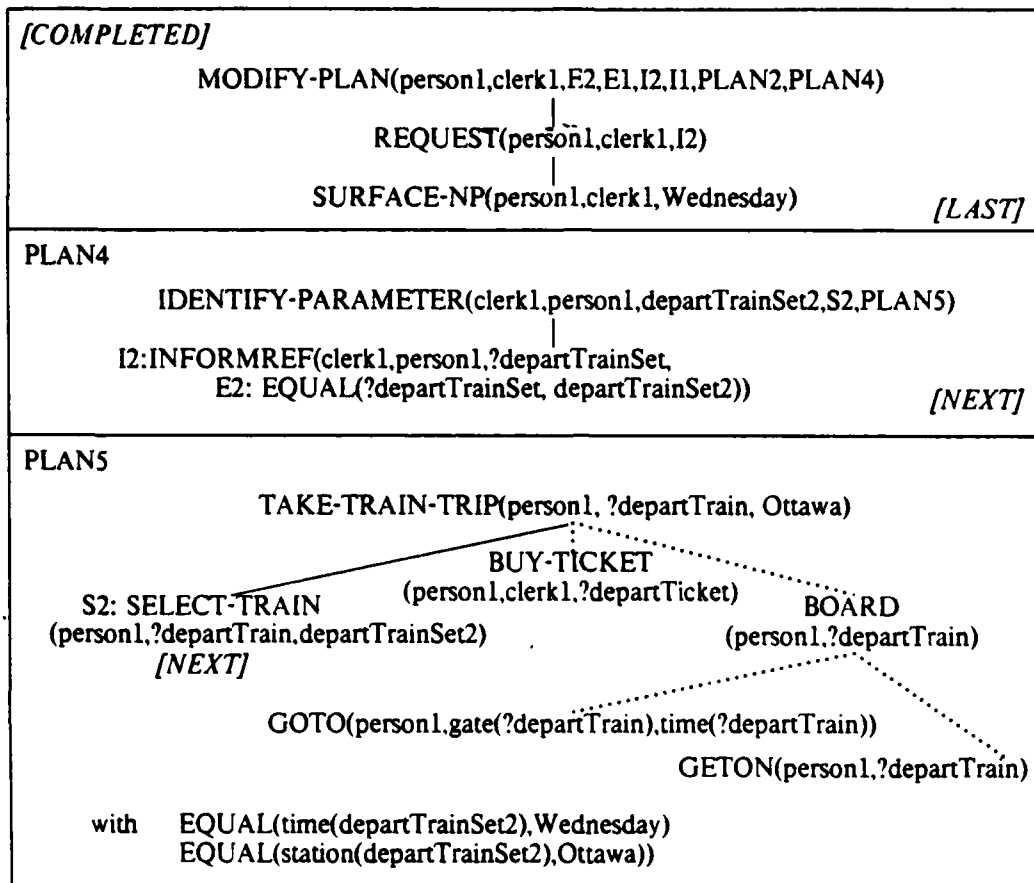 [COMPLETED]
MODIFY-PLAN(person1,clerk1,E2,E1,I2,I1,PLAN2,PLAN4)
REQUEST(person1,clerk1,I2)
SURFACE-NP(person1,clerk1,Wednesday)
[LAST]
PLAN4
IDENTIFY-PARAMETER(clerk1,person1,departTrainSet2,S2,PLAN5)
I2:INFORMREF(clerk1,person1,?departTrainSet,
E2: EQUAL(?departTrainSet, departTrainSet2))
[NEXT]
PLAN5
TAKE-TRAIN-TRIP(person1, ?departTrain, Ottawa)
BUY-TICKET
(person1,clerk1,?departTicket)
S2: SELECT-TRAIN
(person1,?departTrain,departTrainSet2)
[NEXT]
BOARD
(person1,?departTrain)
GOTO(person1,gate(?departTrain),time(?departTrain))
GETON(person1,?departTrain)
with EQUAL(time(departTrainSet2),Wednesday)
EQUAL(station(departTrainSet2),Ottawa))